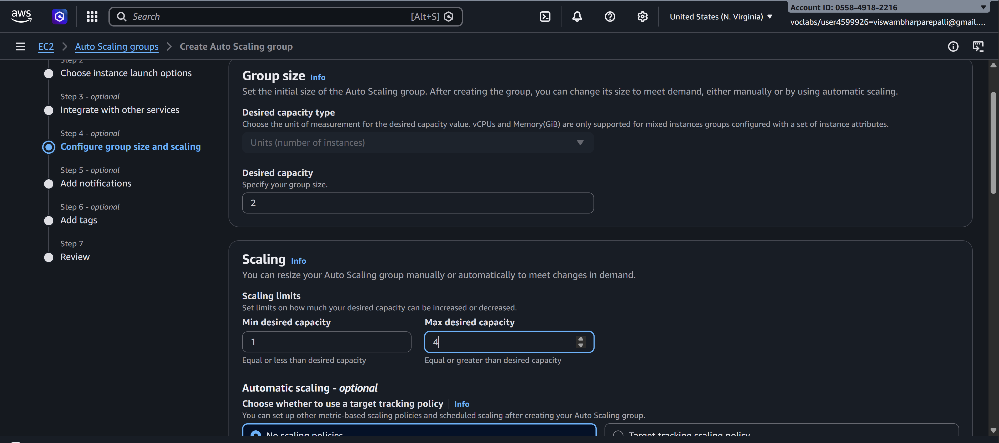 aws
Search
[Alt+S]
United States (N. Virginia)
Account ID: 0558-4918-2216
voclabs/user4599926=viswambharparepalli@gmail....
EC2
Auto Scaling groups
Create Auto Scaling group
Step 2
Choose instance launch options
Step 3 - optional
Integrate with other services
Step 4 - optional
Configure group size and scaling
Step 5 - optional
Add notifications
Step 6 - optional
Add tags
Step 7
Review
Group size Info
Set the initial size of the Auto Scaling group. After creating the group, you can change its size to meet demand, either manually or by using automatic scaling.
Desired capacity type
Choose the unit of measurement for the desired capacity value. vCPUs and Memory(GiB) are only supported for mixed instances groups configured with a set of instance attributes.
Units (number of instances)
Desired capacity
Specify your group size.
2
Scaling Info
You can resize your Auto Scaling group manually or automatically to meet changes in demand.
Scaling limits
Set limits on how much your desired capacity can be increased or decreased.
Min desired capacity
Max desired capacity
1
4
Equal or less than desired capacity
Equal or greater than desired capacity
Automatic scaling - optional
Choose whether to use a target tracking policy Info
You can set up other metric-based scaling policies and scheduled scaling after creating your Auto Scaling group.
No scaling policies
Target tracking scaling policy